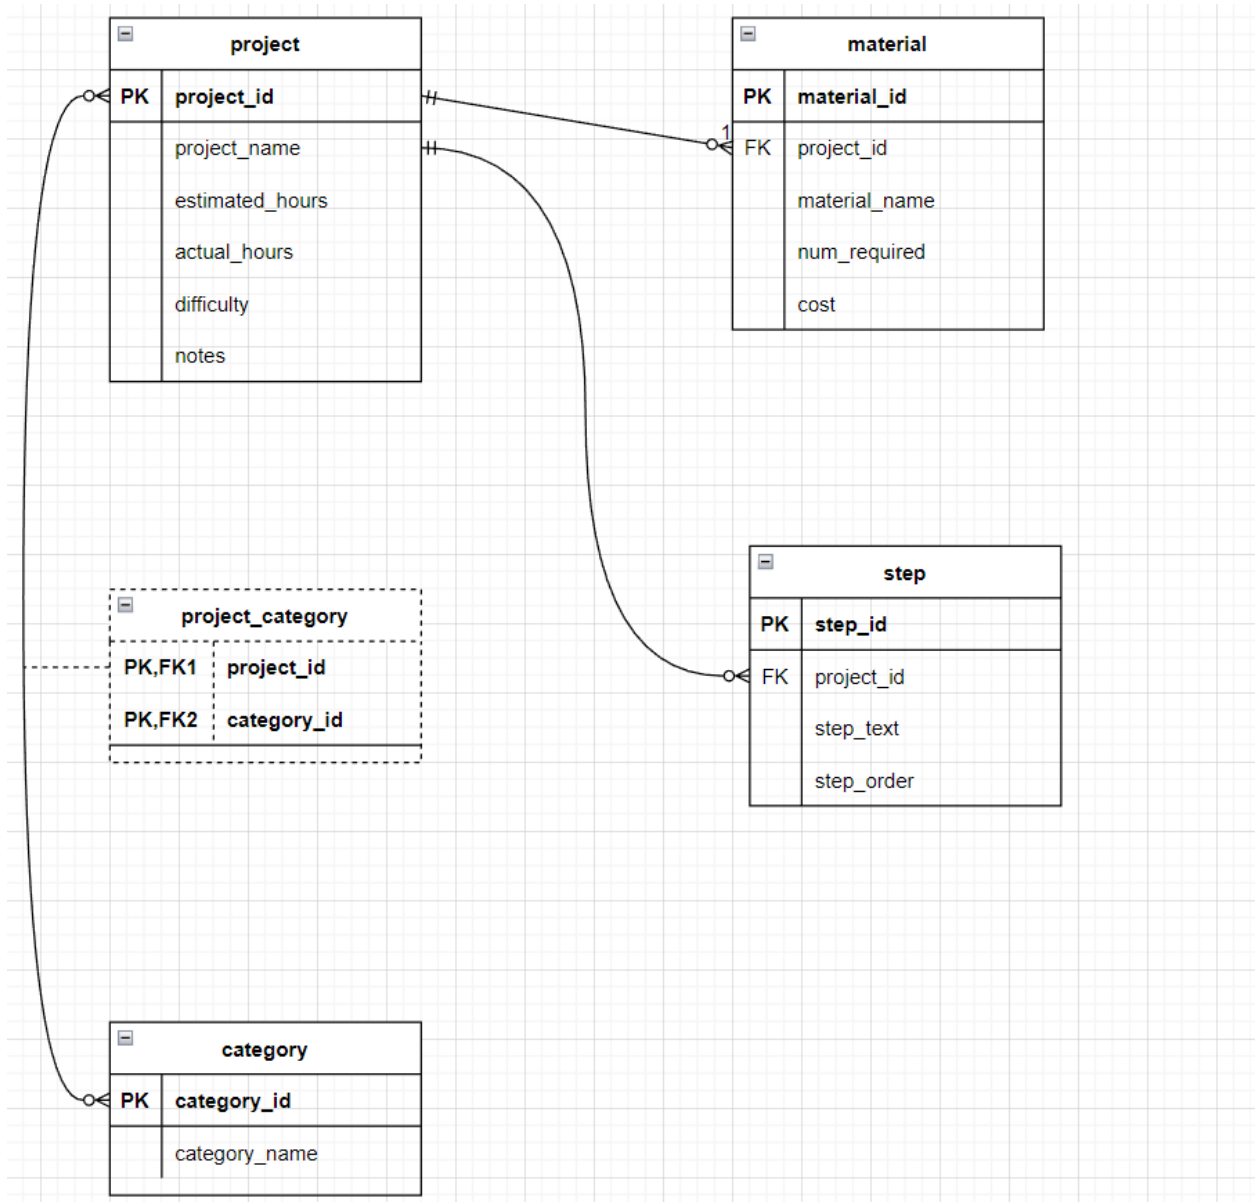 project
PK project_id
project_name
estimated_hours
actual_hours
difficulty
notes
material
PK material_id
1
FK project_id
material_name
num_required
cost
project_category
PK,FK1 project_id
PK,FK2 category_id
step
PK step_id
FK project_id
step_text
step_order
category
PK category_id
category_name